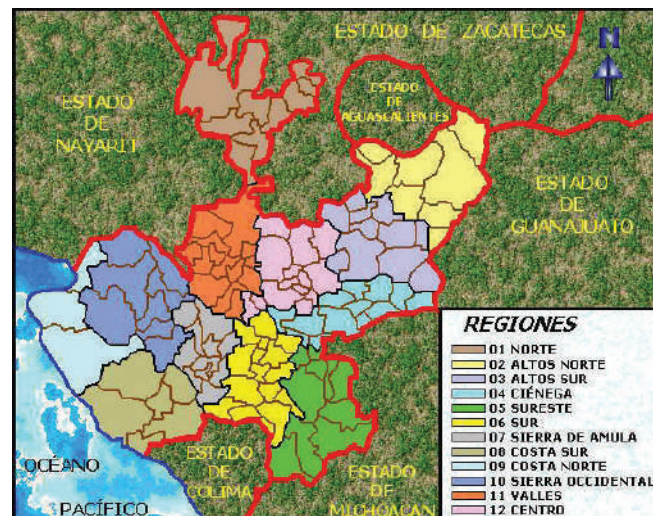 ESTADO DE ZACATECAS
N
ESTADO
DE
AGUASCALIENTES
ESTADO
DE
NAYARIT
ESTADO
DE
GUANAJUATO
REGIONES
01 NORTE
02 ALTOS NORTE
03 ALTOS SUR
04 CIÉNEGA
05 SURESTE
06 SUR
07 SIERRA DE AMULA
08 COSTA SUR
09 COSTA NORTE
10 SIERRA OCCIDENTAL
11 VALLES
12 CENTRO
OCÉANO
PACÍFICO
ESTADO
DE
COLIMA
ESTADO
DE
MICHOACAN